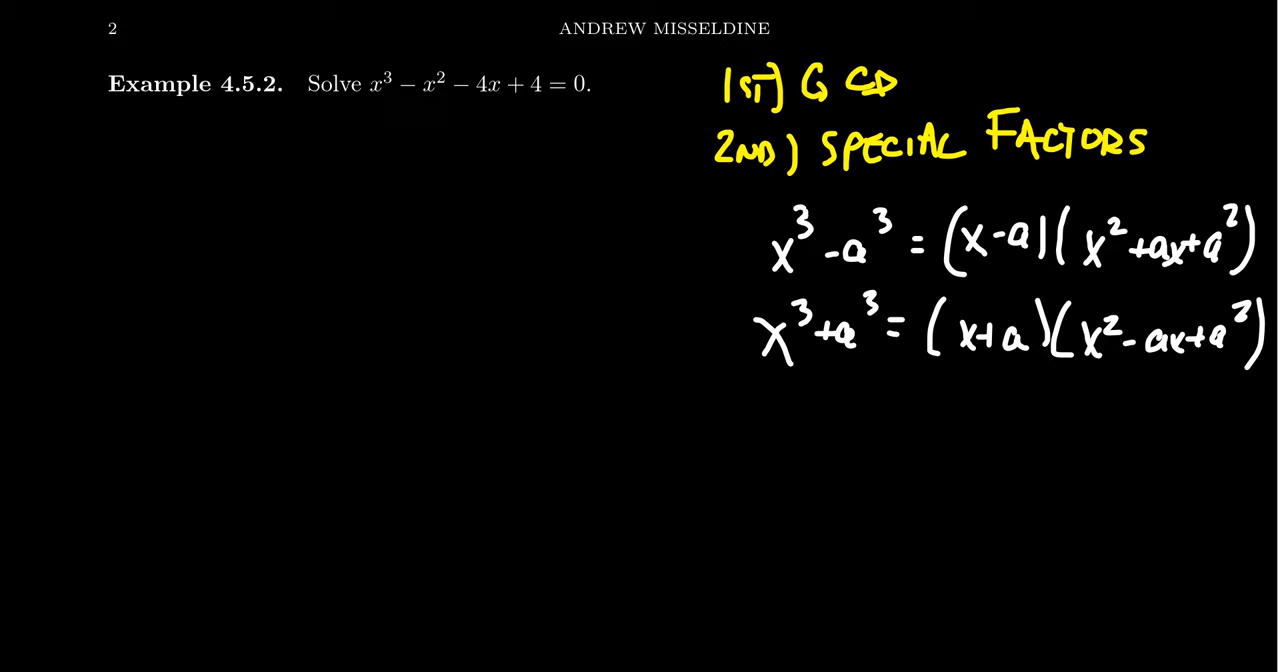 2
ANDREW MISSELDINE
Example 4.5.2. Solve x³ − x² − 4x + 4 = 0.
1ST) GCD
2ND) SPECIAL FACTORS
x³ - a³ = (x-a)(x² + ax + a²)
x³ + a³ = (x+a)(x² - ax + a²)